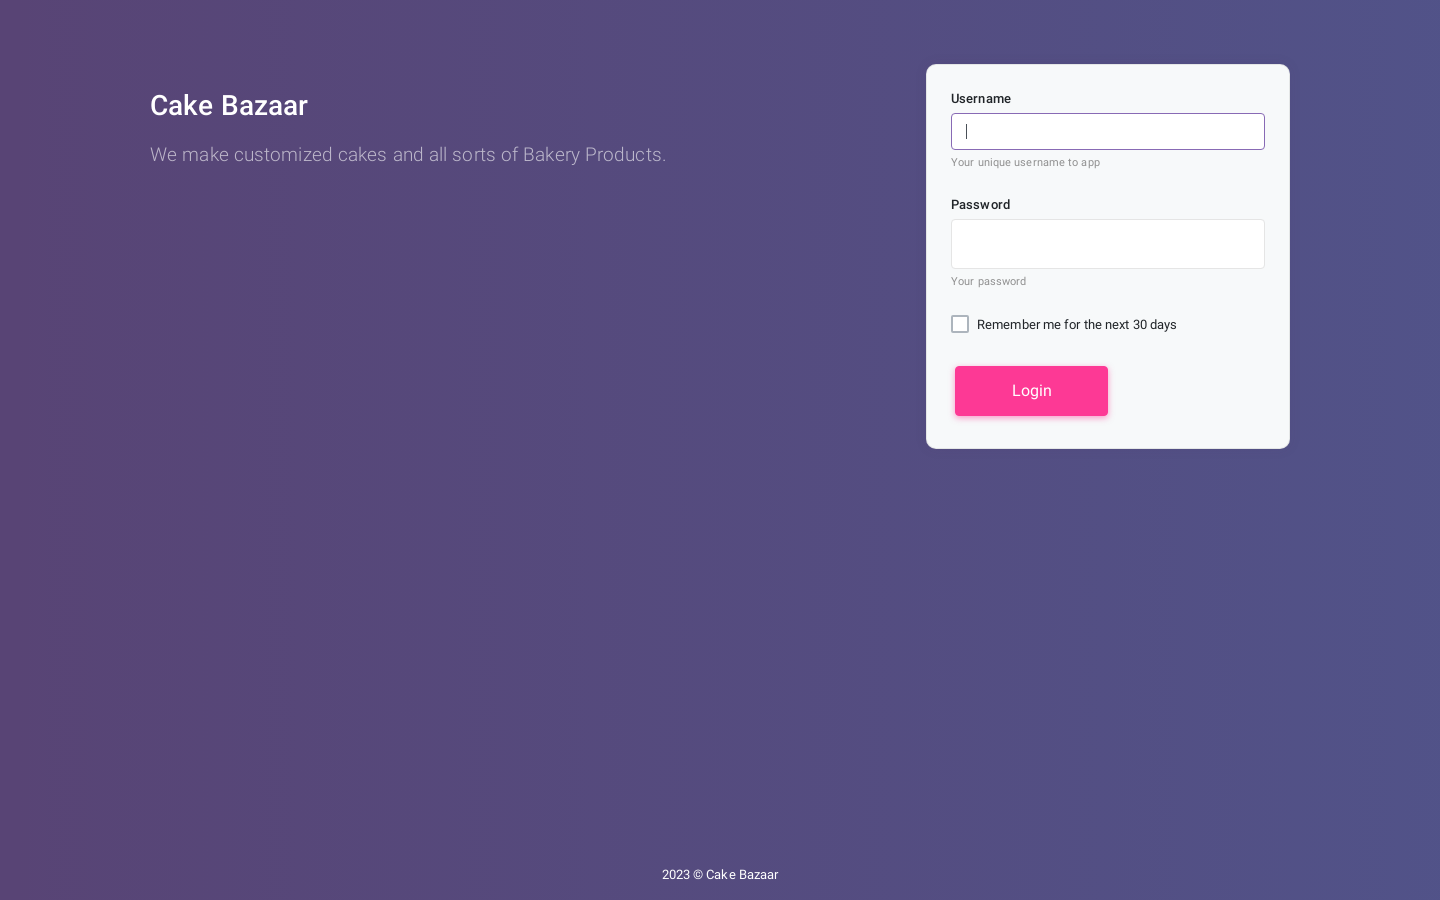 Cake Bazaar
We make customized cakes and all sorts of Bakery Products.
Username
Your unique username to app
Password
Your password
Remember me for the next 30 days
Login
2023 © Cake Bazaar